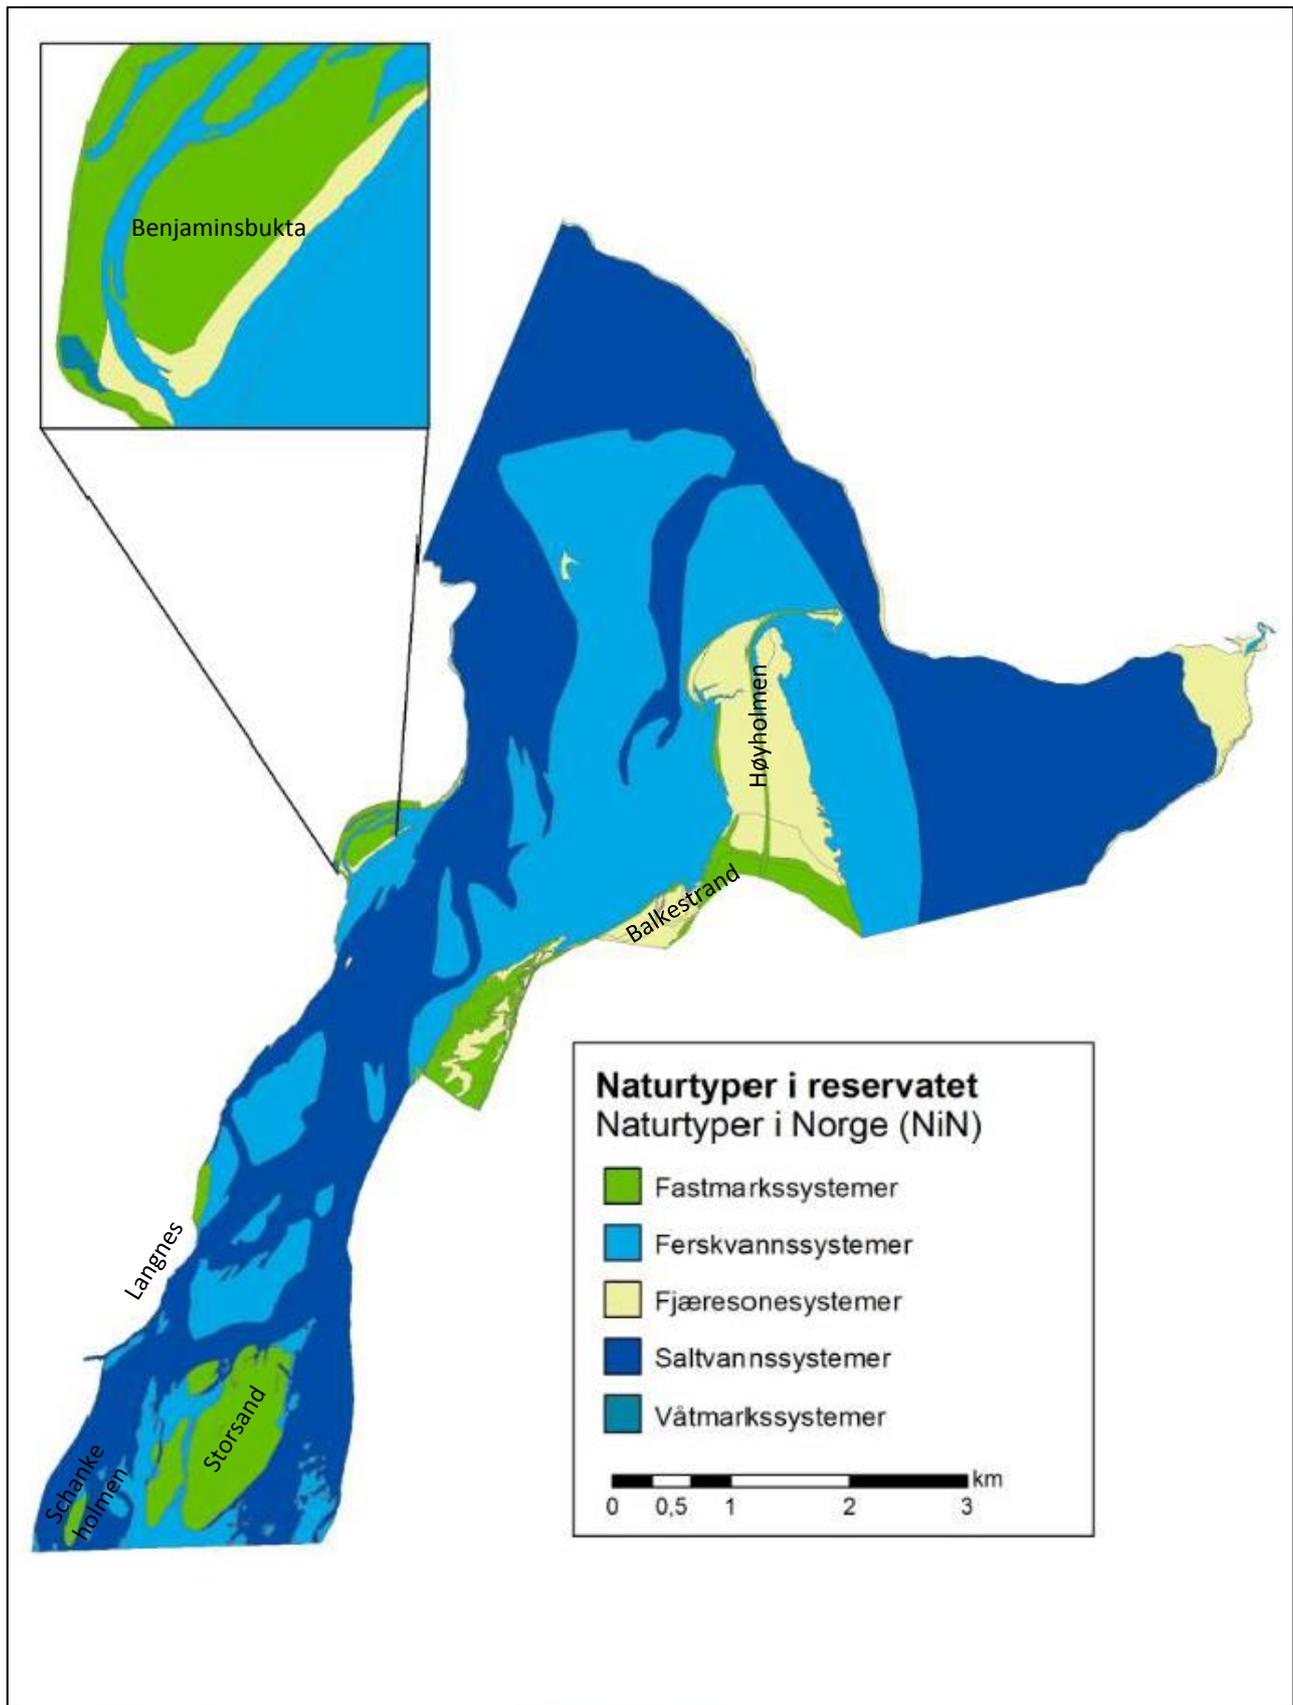 Benjaminsbukta
Høyholmen
Balkestrand
Langnes
Storsand
Schanke
holmen
Naturtyper i reservatet
Naturtyper i Norge (NiN)
Fastmarkssystemer
Ferskvannssystemer
Fjæresonesystemer
Saltvannssystemer
Våtmarkssystemer
km
0 0,5 1 2 3